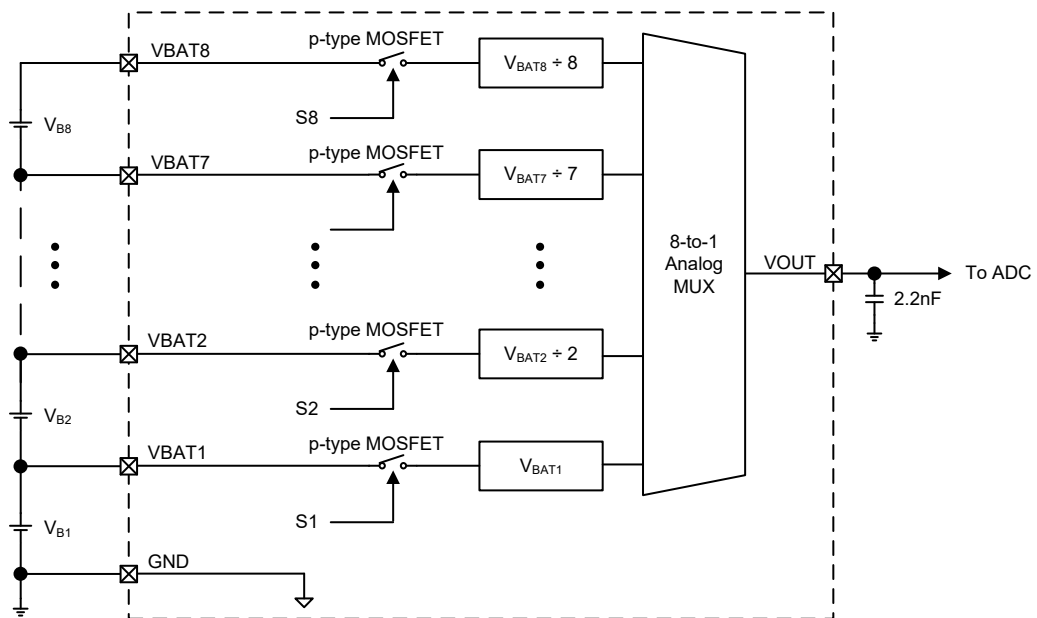 p-type MOSFET
VBAT8
VBAT8 ÷ 8
S8
VB8
p-type MOSFET
VBAT7
VBAT7 ÷ 7
8-to-1
Analog
MUX
VOUT
To ADC
2.2nF
p-type MOSFET
VBAT2
VBAT2 ÷ 2
S2
VB2
p-type MOSFET
VBAT1
VBAT1
S1
VB1
GND